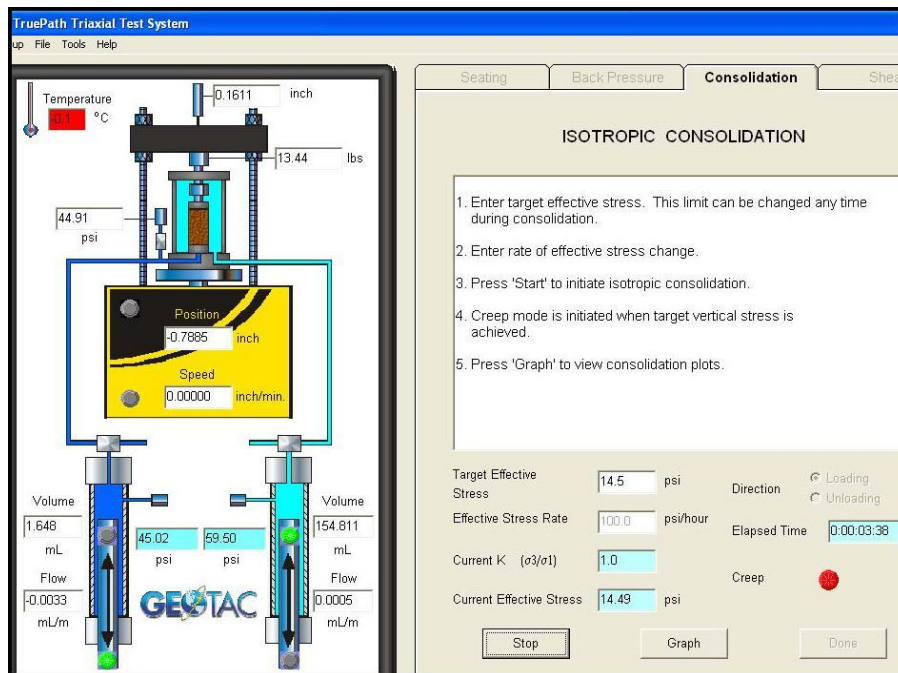 TruePath Triaxial Test System
up File Tools Help
Temperature
-0.1 °C
0.1611 inch
13.44 lbs
44.91
psi
Position
-0.7885 inch
Speed
0.00000 inch/min.
Volume
1.648
mL
Flow
-0.0033
mL/m
45.02
psi
59.50
psi
GEOTAC
Volume
154.811
mL
Flow
0.0005
mL/m
Seating
Back Pressure
Consolidation
Shea
ISOTROPIC CONSOLIDATION
1. Enter target effective stress. This limit can be changed any time
during consolidation.
2. Enter rate of effective stress change.
3. Press 'Start' to initiate isotropic consolidation.
4. Creep mode is initiated when target vertical stress is
achieved.
5. Press 'Graph' to view consolidation plots.
Target Effective
Stress
14.5 psi
Effective Stress Rate 100.0 psi/hour
Current K (σ3/σ1) 1.0
Current Effective Stress 14.49 psi
Direction
Loading
Unloading
Elapsed Time 0:00:03:38
Creep
Stop
Graph
Done